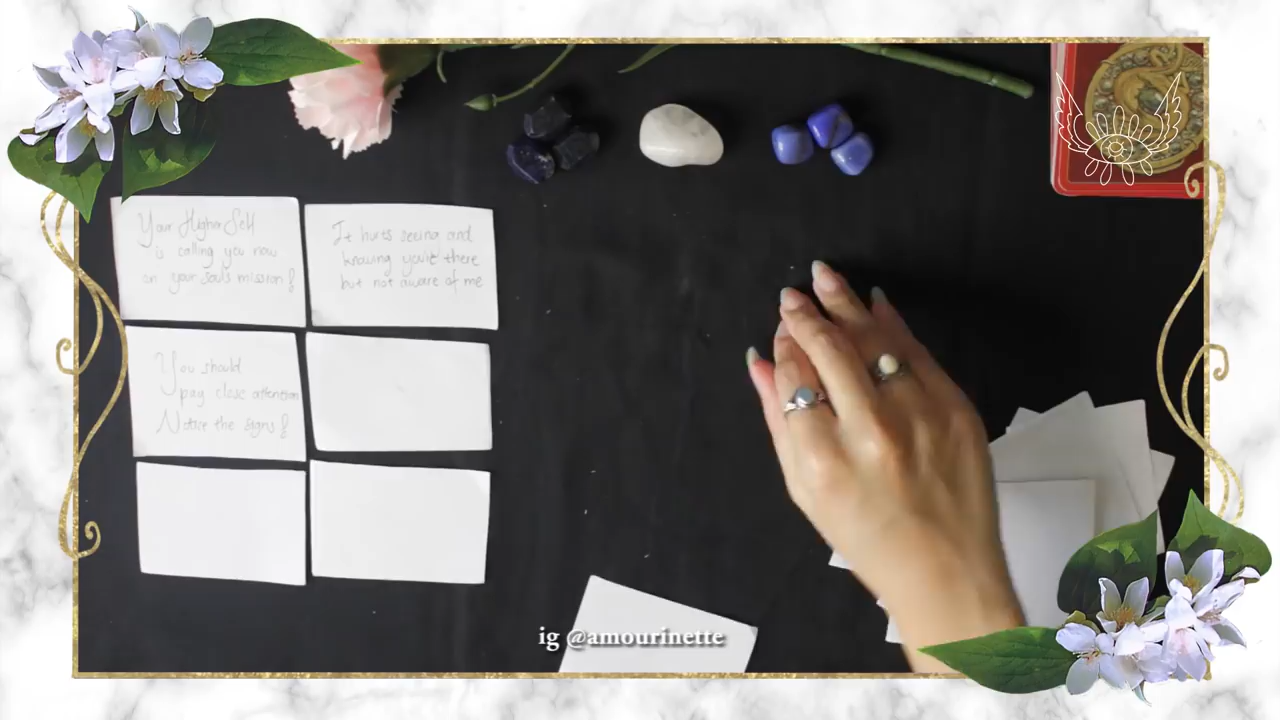 Your Higher Self
is calling you now
on your souls mission!
It hurts seeing and
knowing you're there
but not aware of me
You should
pay close attention
Notice the signs!
ig @amourinette